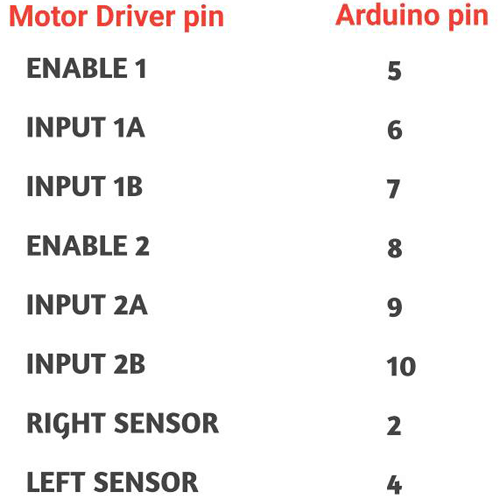 Motor Driver pin Arduino pin
ENABLE 1 5
INPUT 1A 6
INPUT 1B 7
ENABLE 2 8
INPUT 2A 9
INPUT 2B 10
RIGHT SENSOR 2
LEFT SENSOR 4